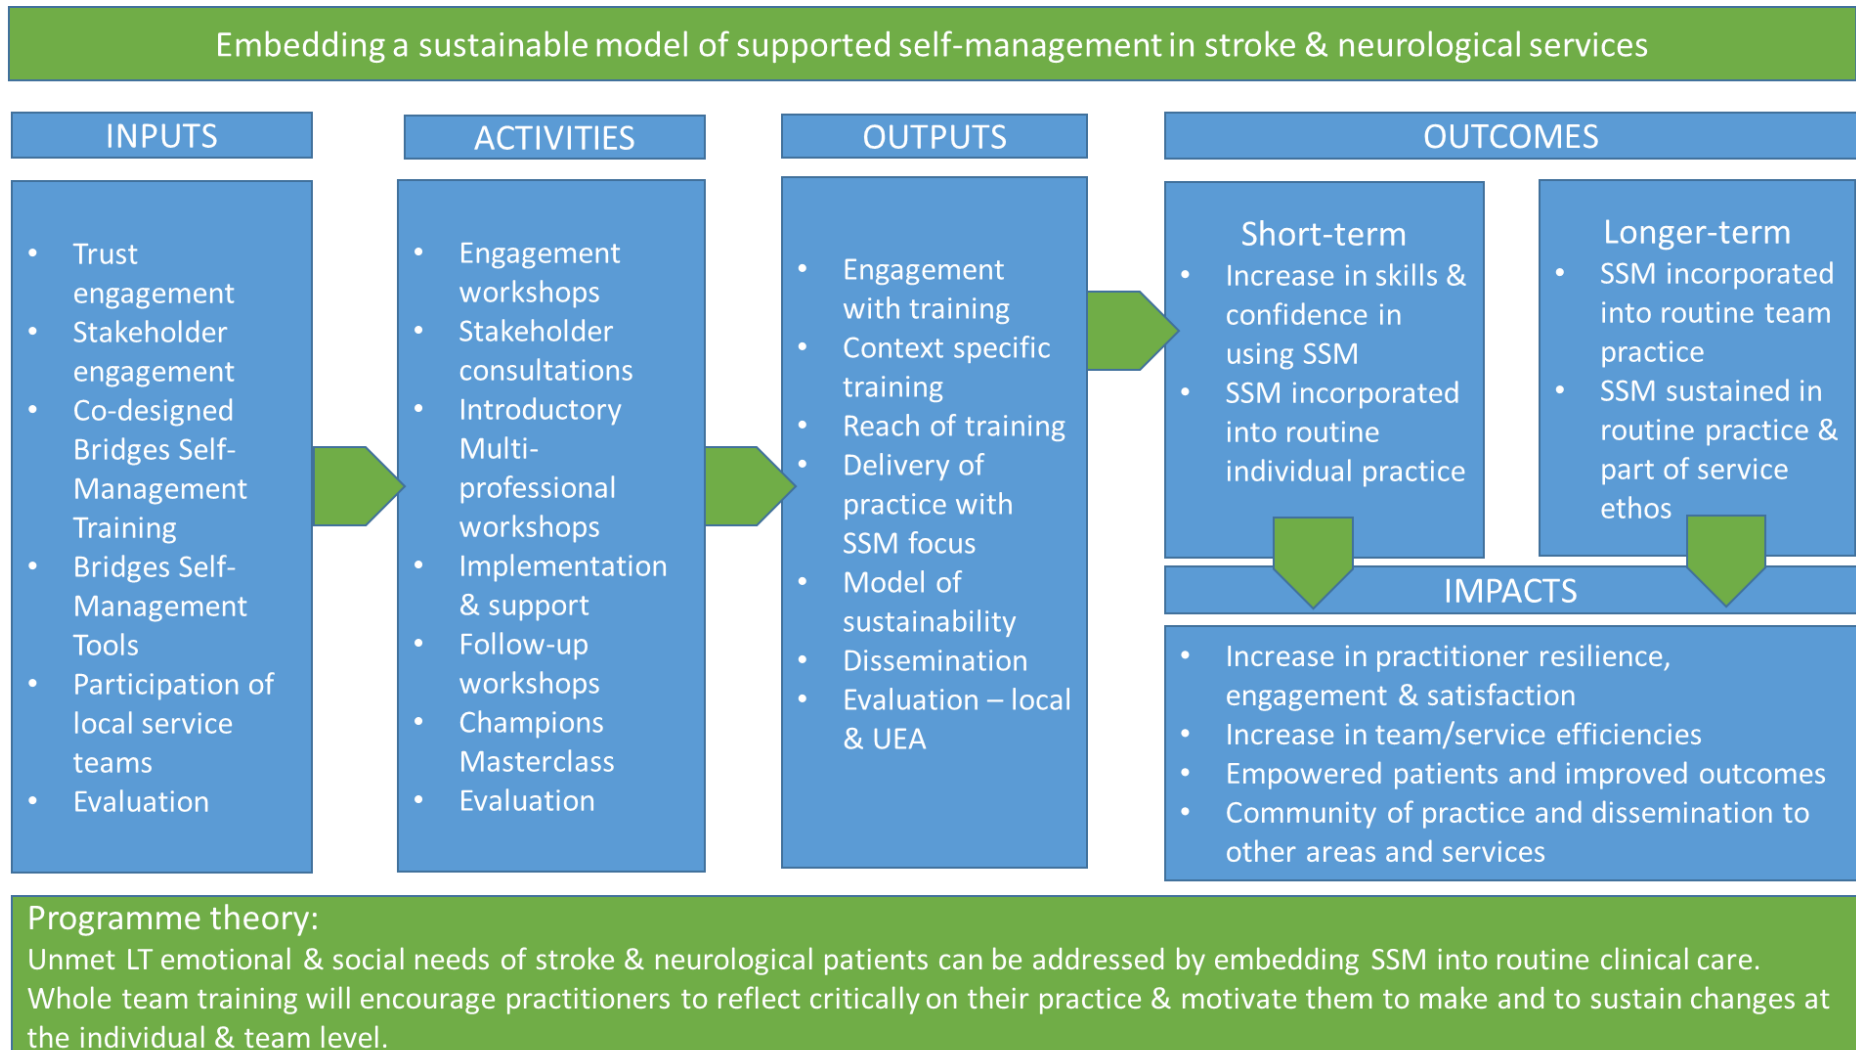 Embedding a sustainable model of supported self-management in stroke & neurological services
INPUTS
• Trust
engagement
• Stakeholder
engagement
• Co-designed
Bridges Self-
Management
Training
• Bridges Self-
Management
Tools
• Participation of
local service
teams
• Evaluation
ACTIVITIES
• Engagement
workshops
• Stakeholder
consultations
• Introductory
Multi-
professional
workshops
• Implementation
& support
• Follow-up
workshops
• Champions
Masterclass
• Evaluation
OUTPUTS
• Engagement
with training
• Context specific
training
• Reach of training
• Delivery of
practice with
SSM focus
• Model of
sustainability
• Dissemination
• Evaluation – local
& UEA
OUTCOMES
Short-term
• Increase in skills &
confidence in
using SSM
• SSM incorporated
into routine
individual practice
Longer-term
• SSM incorporated
into routine team
practice
• SSM sustained in
routine practice &
part of service
ethos
IMPACTS
• Increase in practitioner resilience,
engagement & satisfaction
• Increase in team/service efficiencies
• Empowered patients and improved outcomes
• Community of practice and dissemination to
other areas and services
Programme theory:
Unmet LT emotional & social needs of stroke & neurological patients can be addressed by embedding SSM into routine clinical care.
Whole team training will encourage practitioners to reflect critically on their practice & motivate them to make and to sustain changes at
the individual & team level.